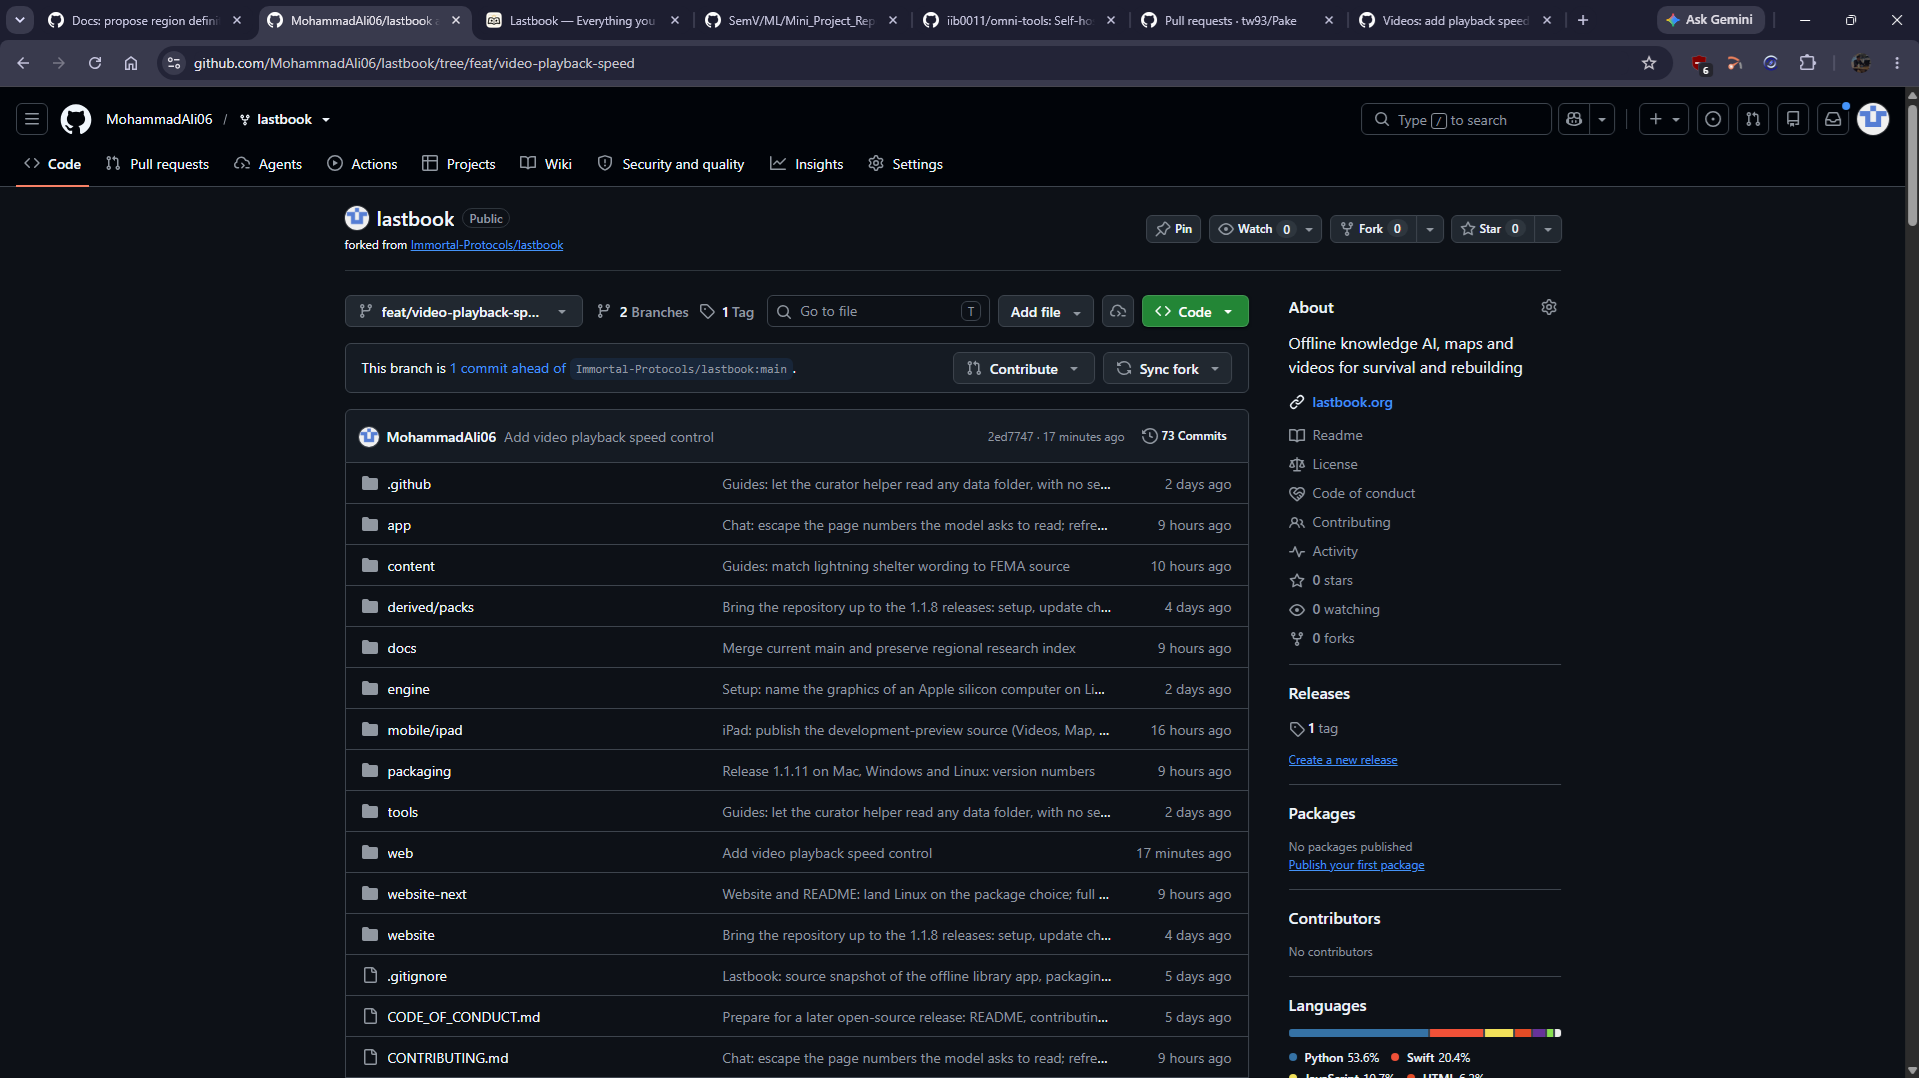 Docs: propose region defini
MohammadAli06/lastbook a
Lastbook — Everything you
SemV/ML/Mini_Project_Rep
iib0011/omni-tools: Self-ho
Pull requests · tw93/Pake
Videos: add playback speed
Ask Gemini
github.com/MohammadAli06/lastbook/tree/feat/video-playback-speed
6
MohammadAli06 / lastbook
Type / to search
Code
Pull requests
Agents
Actions
Projects
Wiki
Security and quality
Insights
Settings
lastbook Public
forked from Immortal-Protocols/lastbook
Pin
Watch 0
Fork 0
Star 0
feat/video-playback-sp...
2 Branches
1 Tag
Go to file T
Add file
Code
This branch is 1 commit ahead of Immortal-Protocols/lastbook:main .
Contribute
Sync fork
MohammadAli06 Add video playback speed control 2ed7747 · 17 minutes ago 73 Commits
.github Guides: let the curator helper read any data folder, with no se... 2 days ago
app Chat: escape the page numbers the model asks to read; refre... 9 hours ago
content Guides: match lightning shelter wording to FEMA source 10 hours ago
derived/packs Bring the repository up to the 1.1.8 releases: setup, update ch... 4 days ago
docs Merge current main and preserve regional research index 9 hours ago
engine Setup: name the graphics of an Apple silicon computer on Li... 2 days ago
mobile/ipad iPad: publish the development-preview source (Videos, Map, ... 16 hours ago
packaging Release 1.1.11 on Mac, Windows and Linux: version numbers 9 hours ago
tools Guides: let the curator helper read any data folder, with no se... 2 days ago
web Add video playback speed control 17 minutes ago
website-next Website and README: land Linux on the package choice; full ... 9 hours ago
website Bring the repository up to the 1.1.8 releases: setup, update ch... 4 days ago
.gitignore Lastbook: source snapshot of the offline library app, packagin... 5 days ago
CODE_OF_CONDUCT.md Prepare for a later open-source release: README, contributin... 5 days ago
CONTRIBUTING.md Chat: escape the page numbers the model asks to read; refre... 9 hours ago
About
Offline knowledge AI, maps and
videos for survival and rebuilding
lastbook.org
Readme
License
Code of conduct
Contributing
Activity
0 stars
0 watching
0 forks
Releases
1 tag
Create a new release
Packages
No packages published
Publish your first package
Contributors
No contributors
Languages
Python 53.6% Swift 20.4%